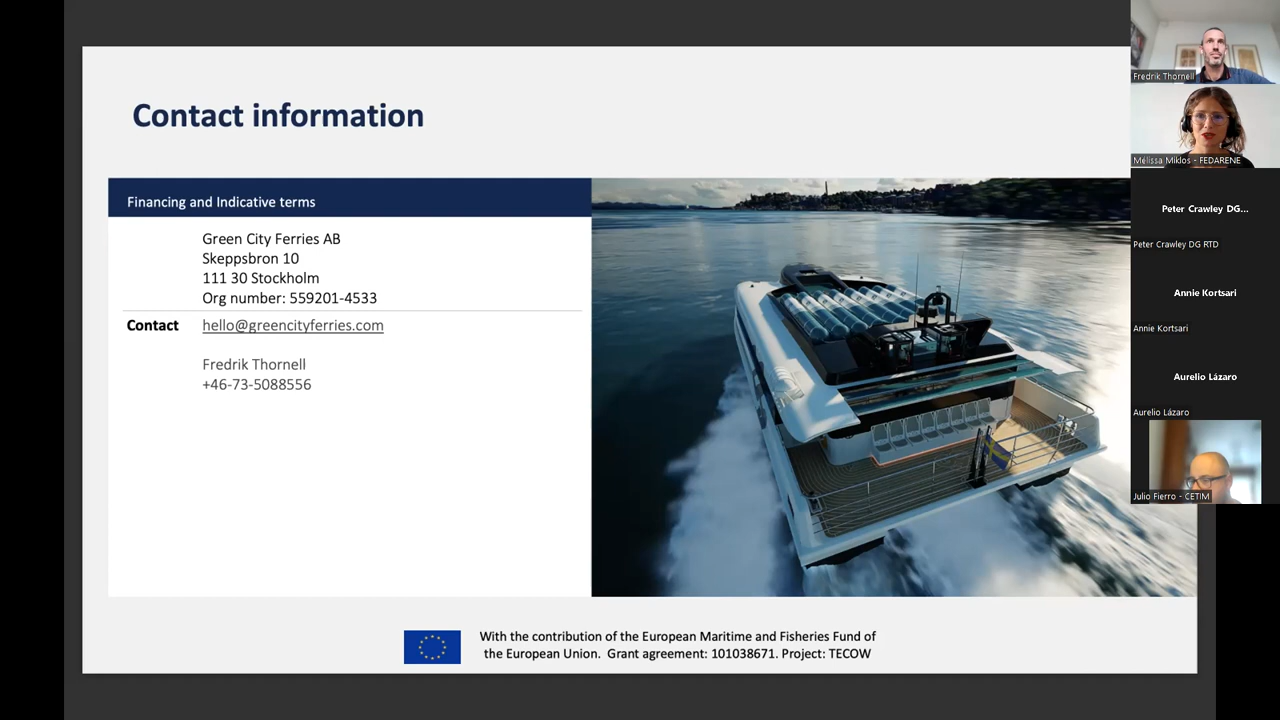 Contact information
Financing and Indicative terms
Green City Ferries AB
Skeppsbron 10
111 30 Stockholm
Org number: 559201-4533
Contact hello@greencityferries.com
Fredrik Thornell
+46-73-5088556
With the contribution of the European Maritime and Fisheries Fund of
the European Union. Grant agreement: 101038671. Project: TECOW
Fredrik Thornell
Mélissa Miklos - FEDARENE
Peter Crawley DG...
Peter Crawley DG RTD
Annie Kortsari
Annie Kortsari
Aurelio Lázaro
Aurelio Lázaro
Julio Fierro - CETIM